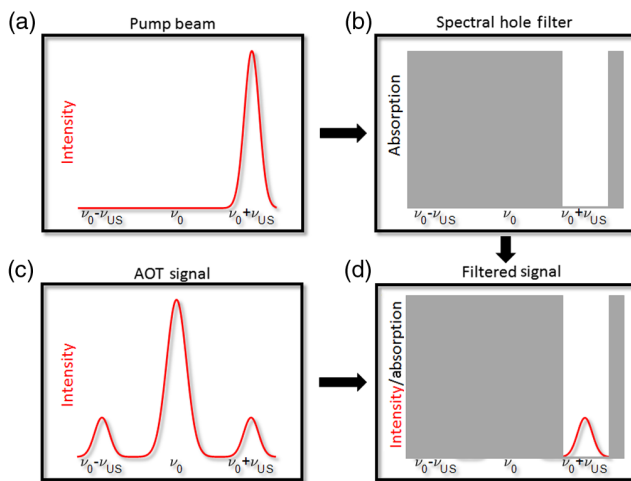 (a)
Pump beam
Intensity
ν0-νUS
ν0
ν0+νUS
(b)
Spectral hole filter
Absorption
ν0-νUS
ν0
ν0+νUS
(c)
AOT signal
Intensity
ν0-νUS
ν0
ν0+νUS
(d)
Filtered signal
Intensity/absorption
ν0-νUS
ν0
ν0+νUS